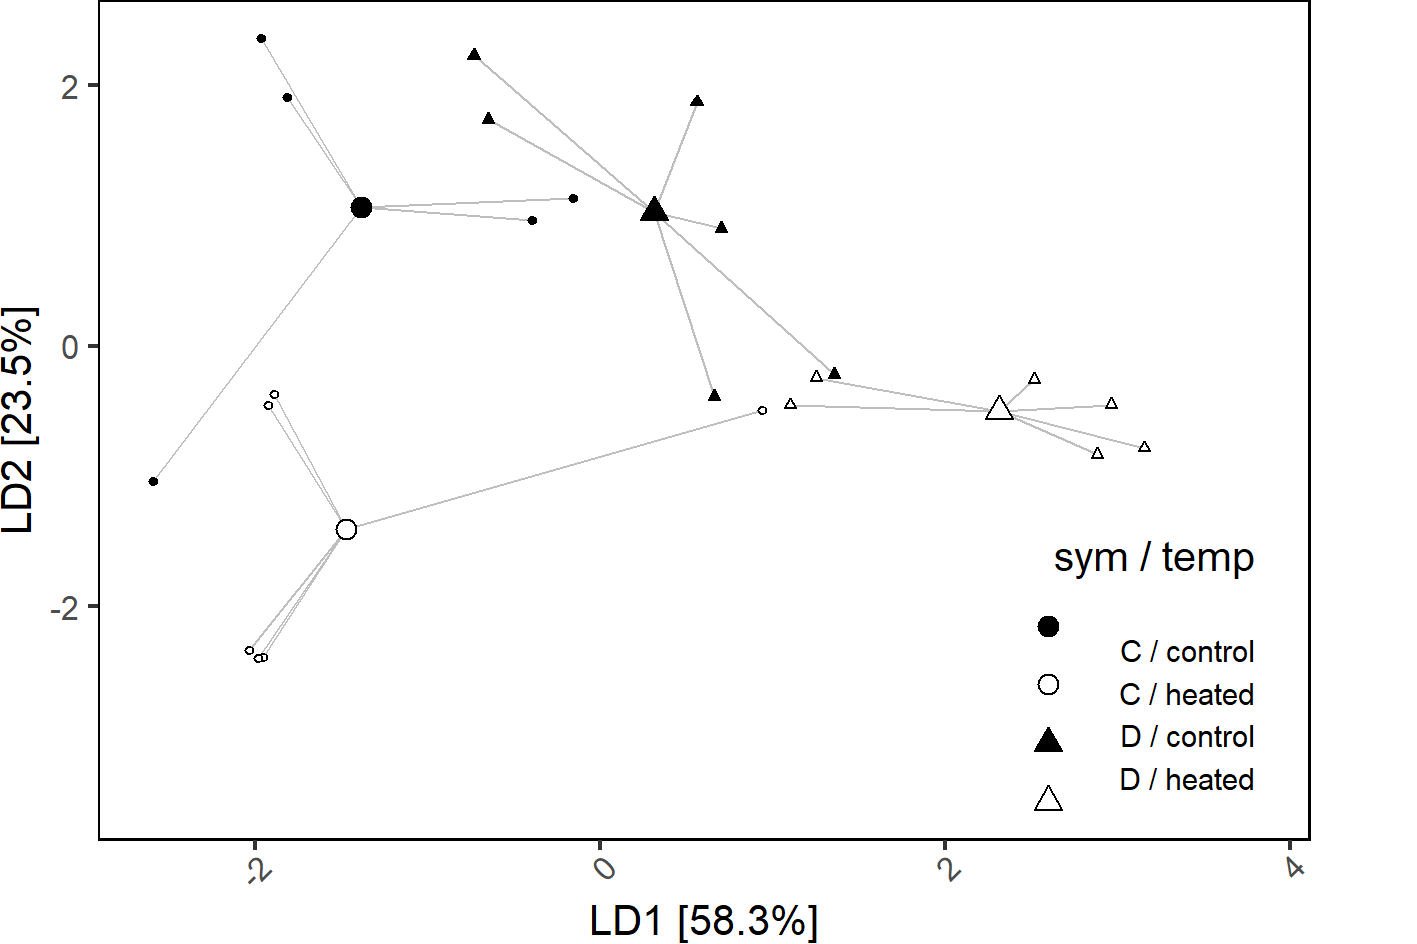 2
0
-2
LD2 [23.5%]
sym / temp
C / control
C / heated
D / control
D / heated
-2
0
2
4
LD1 [58.3%]